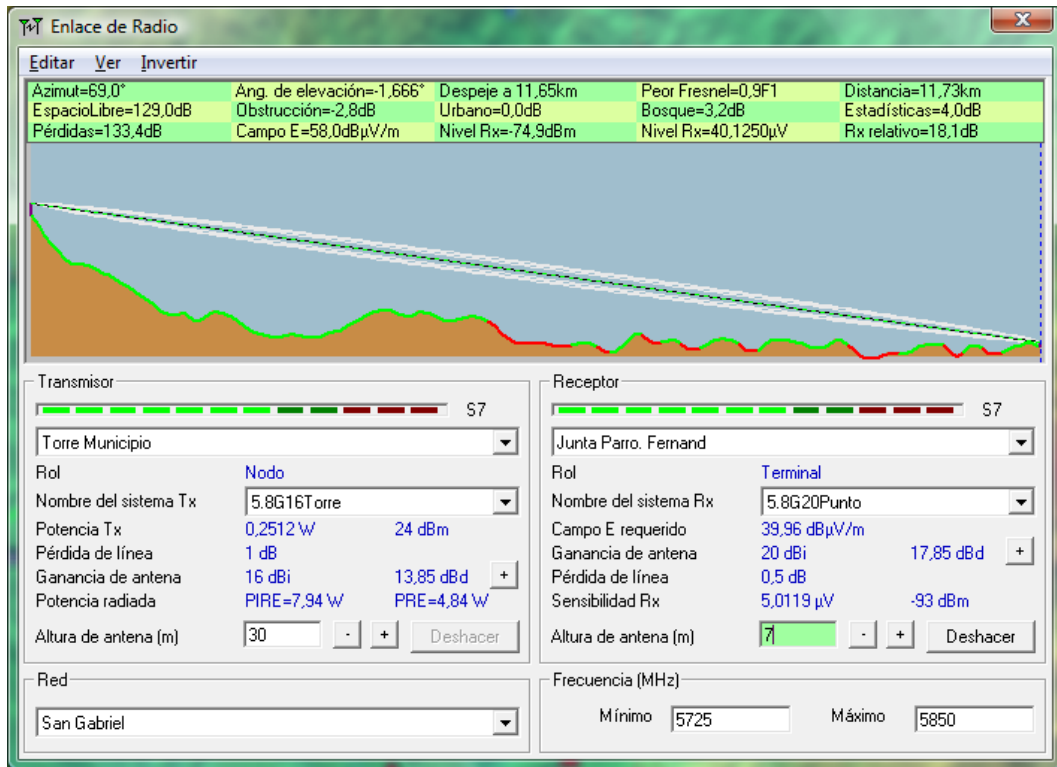 Enlace de Radio
Editar Ver Invertir
Azimut=69,0° Ang. de elevación=-1,666° Despeje a 11,65km Peor Fresnel=0,9F1 Distancia=11,73km
EspacioLibre=129,0dB Obstrucción=-2,8dB Urbano=0,0dB Bosque=3,2dB Estadísticas=4,0dB
Pérdidas=133,4dB Campo E=58,0dBμV/m Nivel Rx=-74,9dBm Nivel Rx=40,1250μV Rx relativo=18,1dB
Transmisor
S7
Torre Municipio
Rol Nodo
Nombre del sistema Tx 5.8G16Torre
Potencia Tx 0,2512 W 24 dBm
Pérdida de línea 1 dB
Ganancia de antena 16 dBi 13,85 dBd +
Potencia radiada PIRE=7,94 W PRE=4,84 W
Altura de antena (m) 30 - + Deshacer
Receptor
S7
Junta Parro. Fernand
Rol Terminal
Nombre del sistema Rx 5.8G20Punto
Campo E requerido 39,96 dBμV/m
Ganancia de antena 20 dBi 17,85 dBd +
Pérdida de línea 0,5 dB
Sensibilidad Rx 5,0119 μV -93 dBm
Altura de antena (m) 7 - + Deshacer
Red
San Gabriel
Frecuencia (MHz)
Mínimo 5725 Máximo 5850